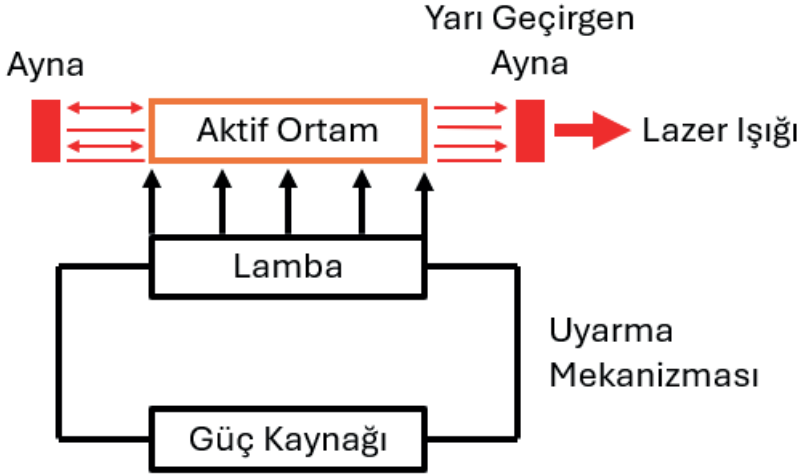 Yarı Geçirgen
Ayna
Ayna
Aktif Ortam
Lazer Işığı
Lamba
Uyarma
Mekanizması
Güç Kaynağı